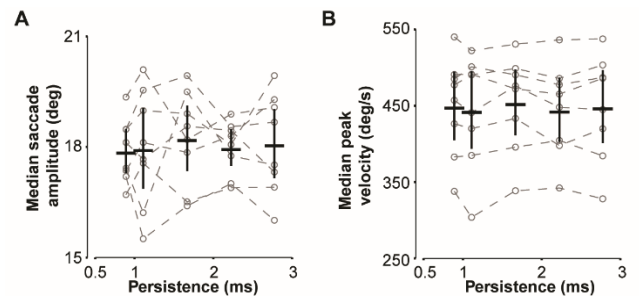 A
B
21
18
15
Median saccade
amplitude (deg)
0.5 1 2 3
Persistence (ms)
550
450
350
250
Median peak
velocity (deg/s)
0.5 1 2 3
Persistence (ms)